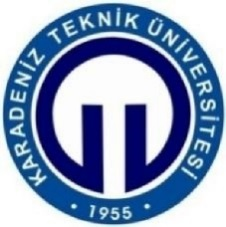 KARADENİZ TEKNİK ÜNİVERSİTESİ
· 1955 ·